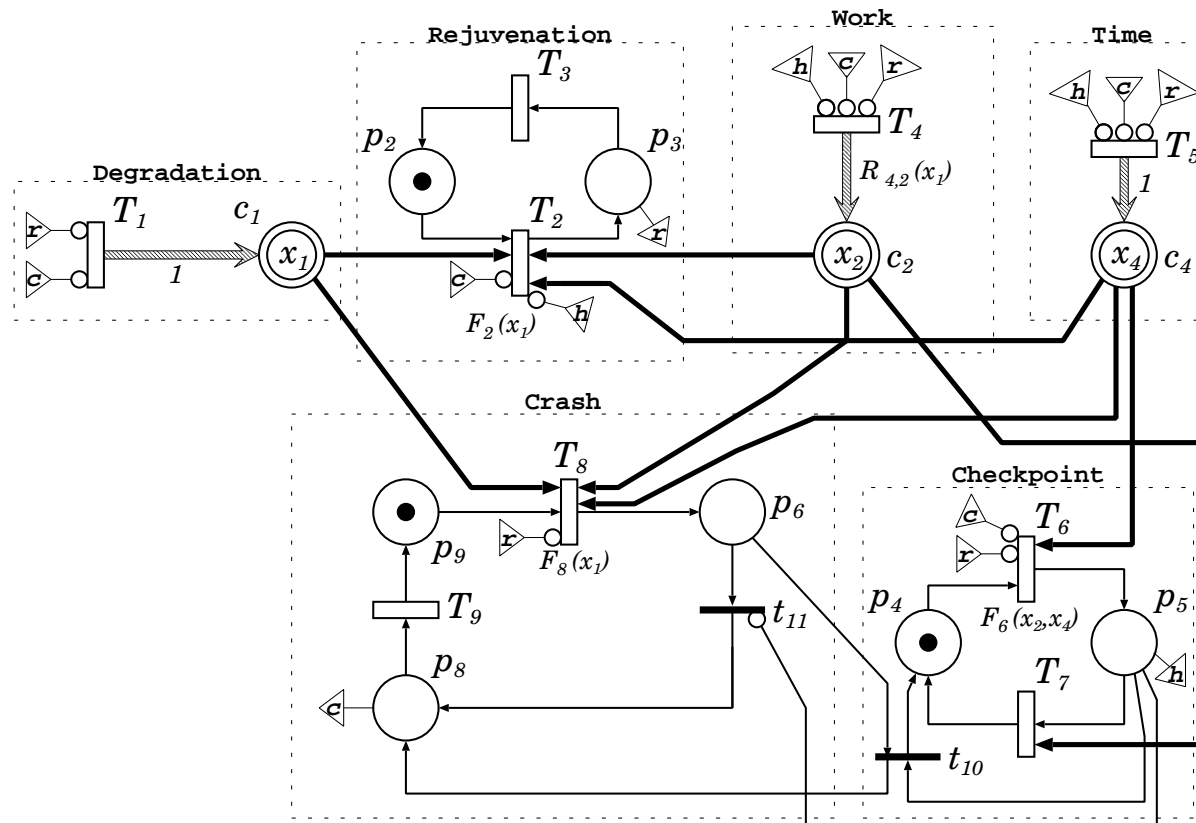 Rejuvenation
Work
Time
Degradation
T3
h c r
h c r
T4
T5
p2
p3
R4,2(x1)
1
r
T1
c1
T2
r
x1
x2
c2
x4
c4
c
1
c
h
F2(x1)
Crash
T8
Checkpoint
p6
c
T6
r
r
p9
F8(x1)
T9
t11
p4
F6(x2,x4)
p5
p8
T7
h
c
t10